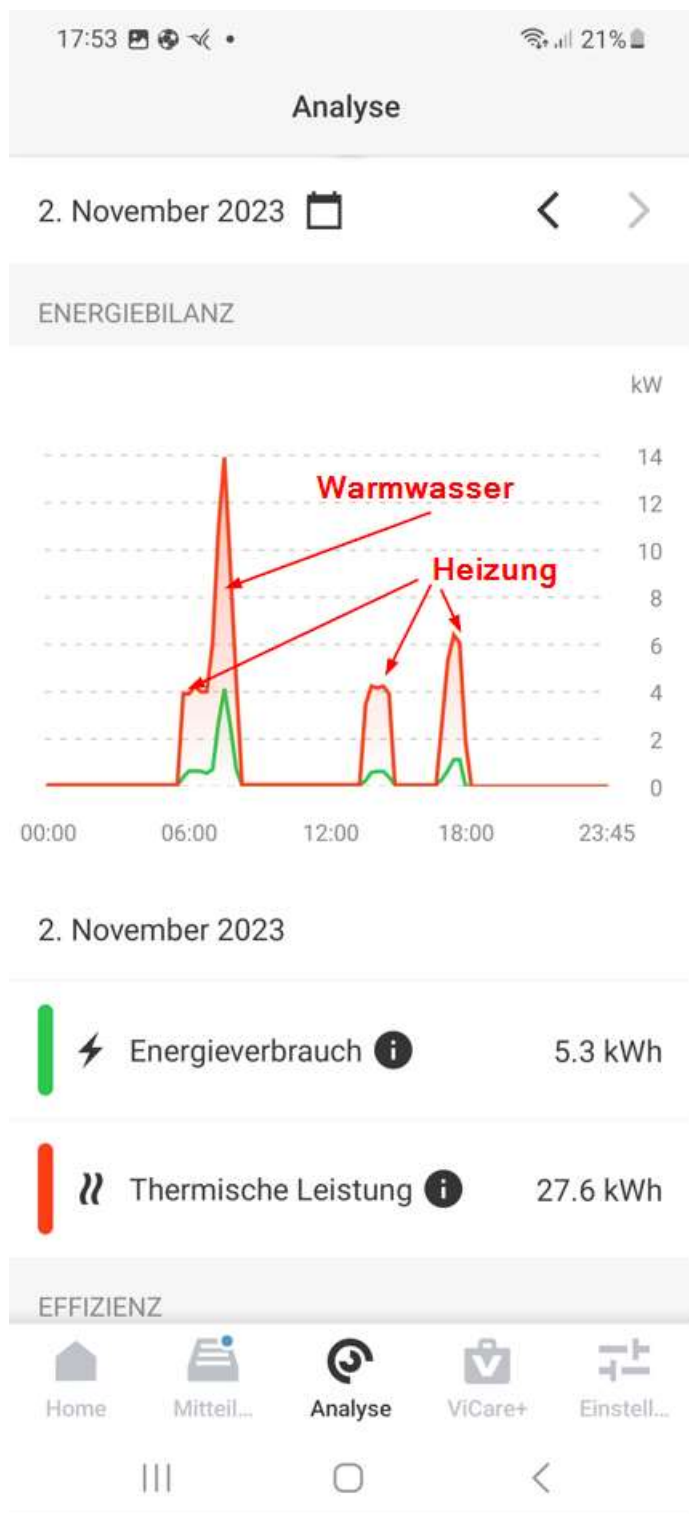 17:53 21%
Analyse
2. November 2023
ENERGIEBILANZ
kW
14
Warmwasser
12
10
Heizung
8
6
4
2
0
00:00 06:00 12:00 18:00 23:45
2. November 2023
Energieverbrauch i 5.3 kWh
Thermische Leistung i 27.6 kWh
EFFIZIENZ
Home Mitteil... Analyse ViCare+ Einstell...